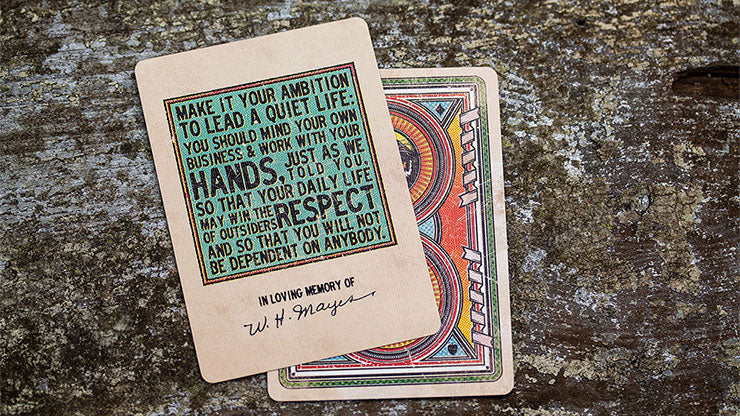 MAKE IT YOUR AMBITION
TO LEAD A QUIET LIFE:
YOU SHOULD MIND YOUR OWN
BUSINESS & WORK WITH YOUR
HANDS, JUST AS WE
TOLD YOU,
SO THAT YOUR DAILY LIFE
MAY WIN THE
OF OUTSIDERS RESPECT
AND SO THAT YOU WILL NOT
BE DEPENDENT ON ANYBODY.
IN LOVING MEMORY OF
W. H. Mayes